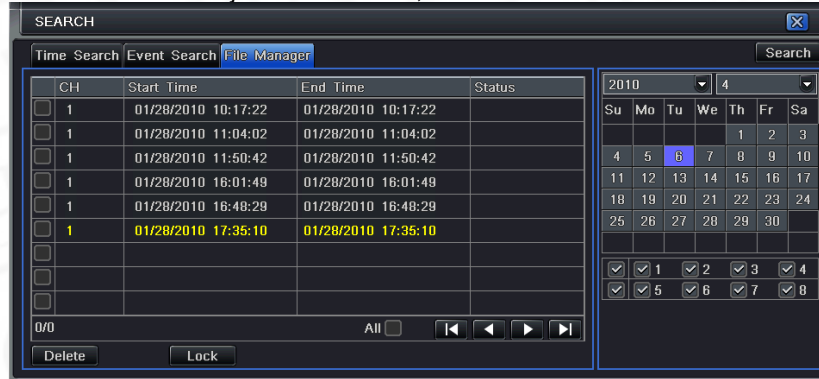 SEARCH
Time Search Event Search File Manager Search
CH Start Time End Time Status
1 01/28/2010 10:17:22 01/28/2010 10:17:22
1 01/28/2010 11:04:02 01/28/2010 11:04:02
1 01/28/2010 11:50:42 01/28/2010 11:50:42
1 01/28/2010 16:01:49 01/28/2010 16:01:49
1 01/28/2010 16:48:29 01/28/2010 16:48:29
1 01/28/2010 17:35:10 01/28/2010 17:35:10
0/0 All
Delete Lock
2010 4
Su Mo Tu We Th Fr Sa
1 2 3
4 5 6 7 8 9 10
11 12 13 14 15 16 17
18 19 20 21 22 23 24
25 26 27 28 29 30
1 2 3 4
5 6 7 8